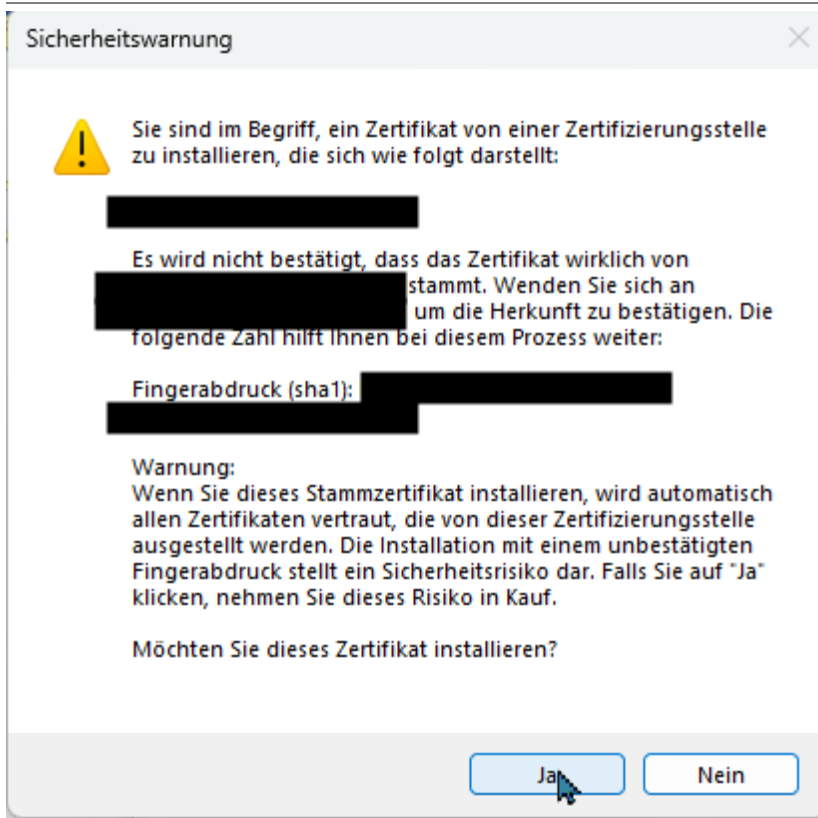 Sicherheitswarnung
Sie sind im Begriff, ein Zertifikat von einer Zertifizierungsstelle
zu installieren, die sich wie folgt darstellt:
Es wird nicht bestätigt, dass das Zertifikat wirklich von
stammt. Wenden Sie sich an
um die Herkunft zu bestätigen. Die
folgende Zahl hilft Ihnen bei diesem Prozess weiter:
Fingerabdruck (sha1):
Warnung:
Wenn Sie dieses Stammzertifikat installieren, wird automatisch
allen Zertifikaten vertraut, die von dieser Zertifizierungsstelle
ausgestellt werden. Die Installation mit einem unbestätigten
Fingerabdruck stellt ein Sicherheitsrisiko dar. Falls Sie auf "Ja"
klicken, nehmen Sie dieses Risiko in Kauf.
Möchten Sie dieses Zertifikat installieren?
Ja
Nein